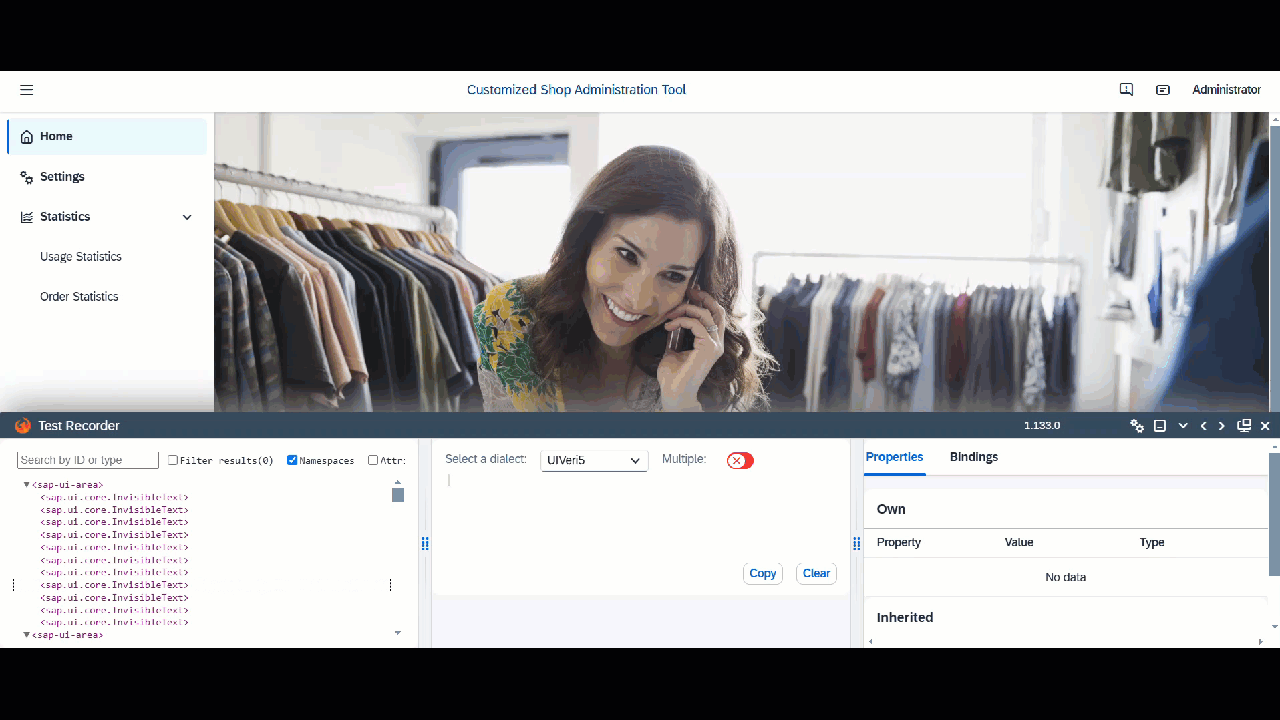 Customized Shop Administration Tool
Administrator
Home
Settings
Statistics
Usage Statistics
Order Statistics
Test Recorder
1.133.0
Search by ID or type
Filter results(0)
Namespaces
Attr:
▼<sap-ui-area>
<sap.ui.core.InvisibleText>
<sap.ui.core.InvisibleText>
<sap.ui.core.InvisibleText>
<sap.ui.core.InvisibleText>
<sap.ui.core.InvisibleText>
<sap.ui.core.InvisibleText>
<sap.ui.core.InvisibleText>
<sap.ui.core.InvisibleText>
<sap.ui.core.InvisibleText>
<sap.ui.core.InvisibleText>
<sap.ui.core.InvisibleText>
▼<sap-ui-area>
Select a dialect:
UIVeri5
Multiple:
Copy
Clear
Properties
Bindings
Own
Property Value Type
No data
Inherited